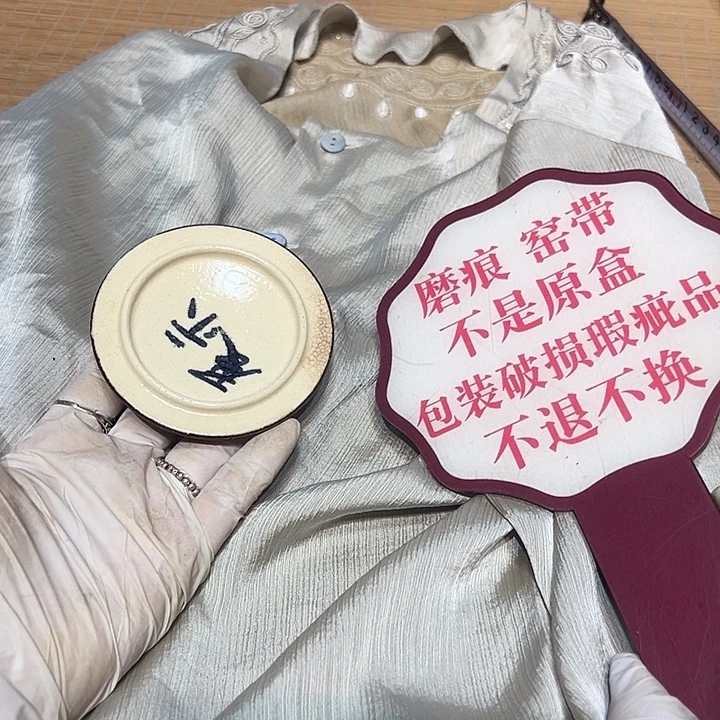 磨痕 窑带
不是原盒
包装破损瑕疵品
不退不换